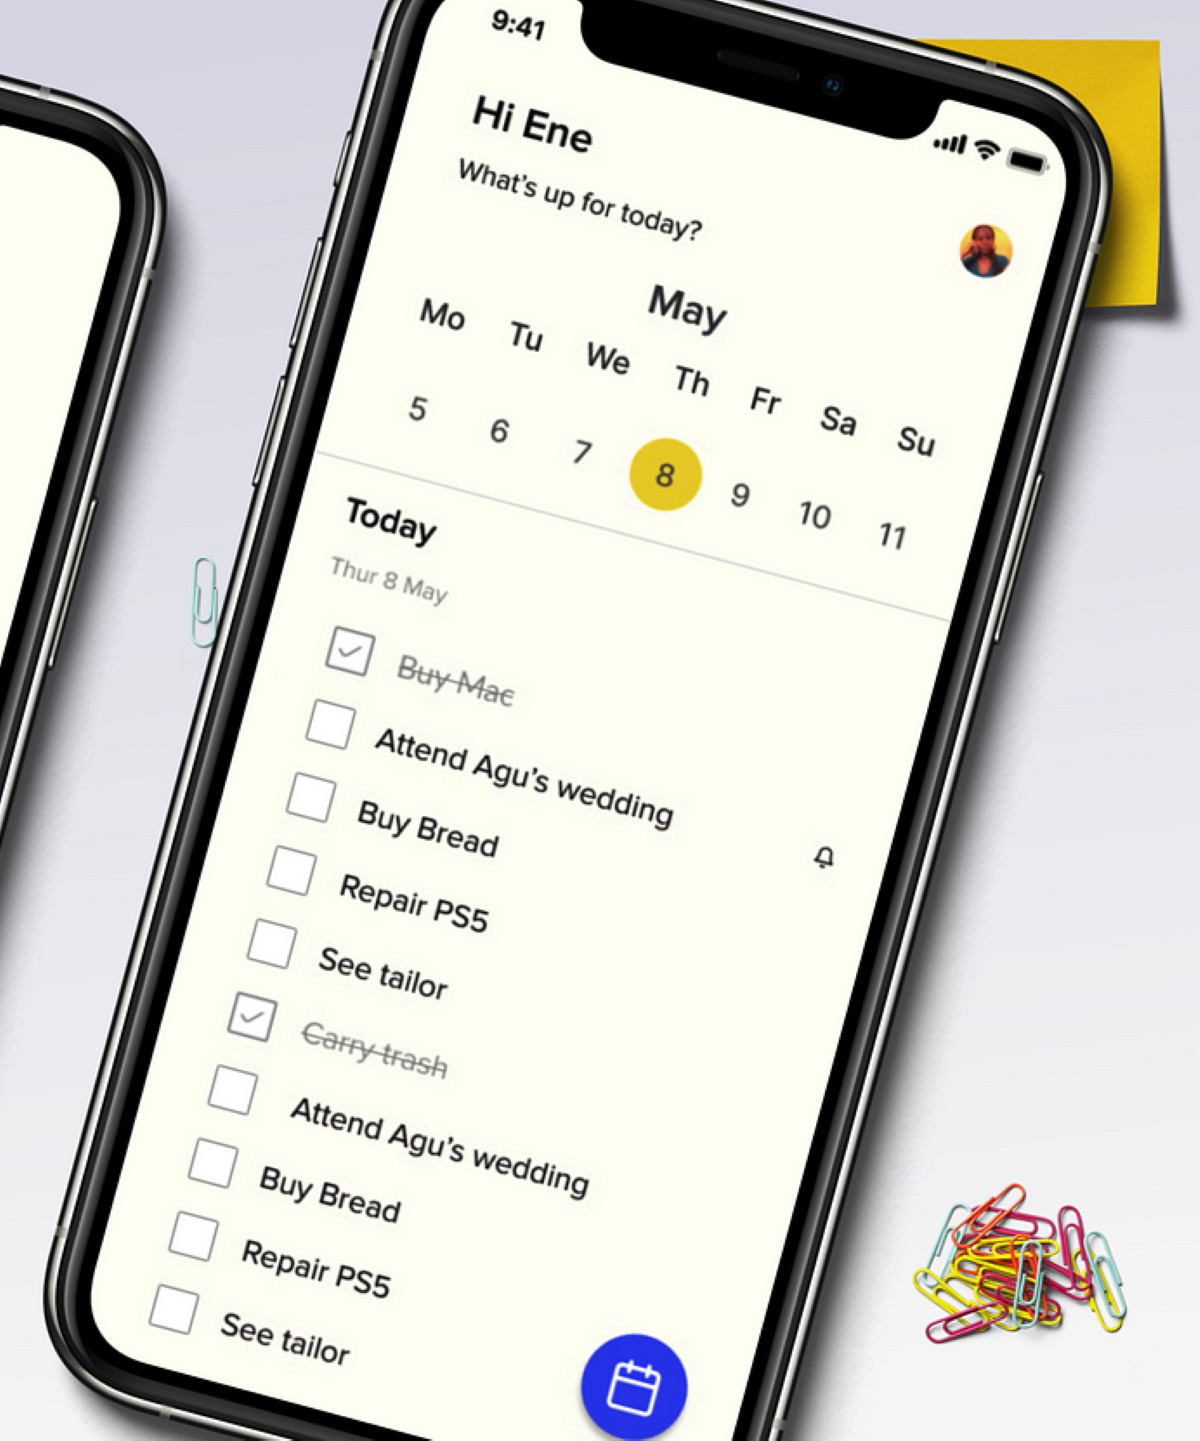 9:41
Hi Ene
What's up for today?
May
Mo Tu We Th Fr Sa Su
5 6 7 8 9 10 11
Today
Thur 8 May
Buy Mac
Attend Agu's wedding
Buy Bread
Repair PS5
See tailor
Carry trash
Attend Agu's wedding
Buy Bread
Repair PS5
See tailor